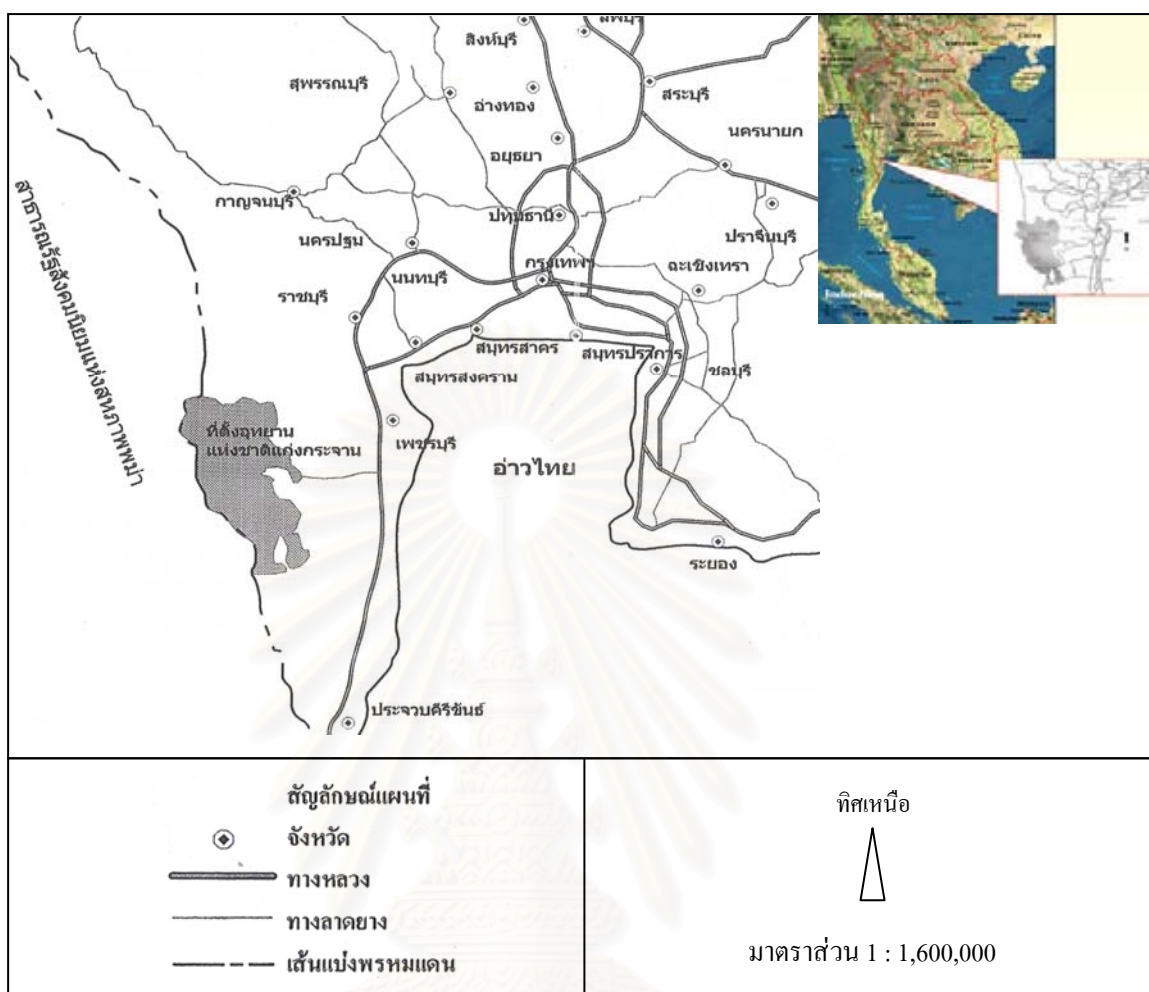 สิงห์บุรี
สุพรรณบุรี
อ่างทอง
สระบุรี
อยุธยา
นครนายก
กาญจนบุรี
ปทุมธานี
นครปฐม
ปราจีนบุรี
กรุงเทพฯ
ฉะเชิงเทรา
นนทบุรี
ราชบุรี
สมุทรสาคร
สมุทรปราการ
ชลบุรี
สมุทรสงคราม
สาธารณรัฐสังคมนิยมแห่งสหภาพพม่า
ที่ตั้งอุทยาน
แห่งชาติแก่งกระจาน
เพชรบุรี
อ่าวไทย
ระยอง
ประจวบคีรีขันธ์
สัญลักษณ์แผนที่
จังหวัด
ทางหลวง
ทางลาดยาง
เส้นแบ่งพรหมแดน
ทิศเหนือ
มาตราส่วน 1 : 1,600,000